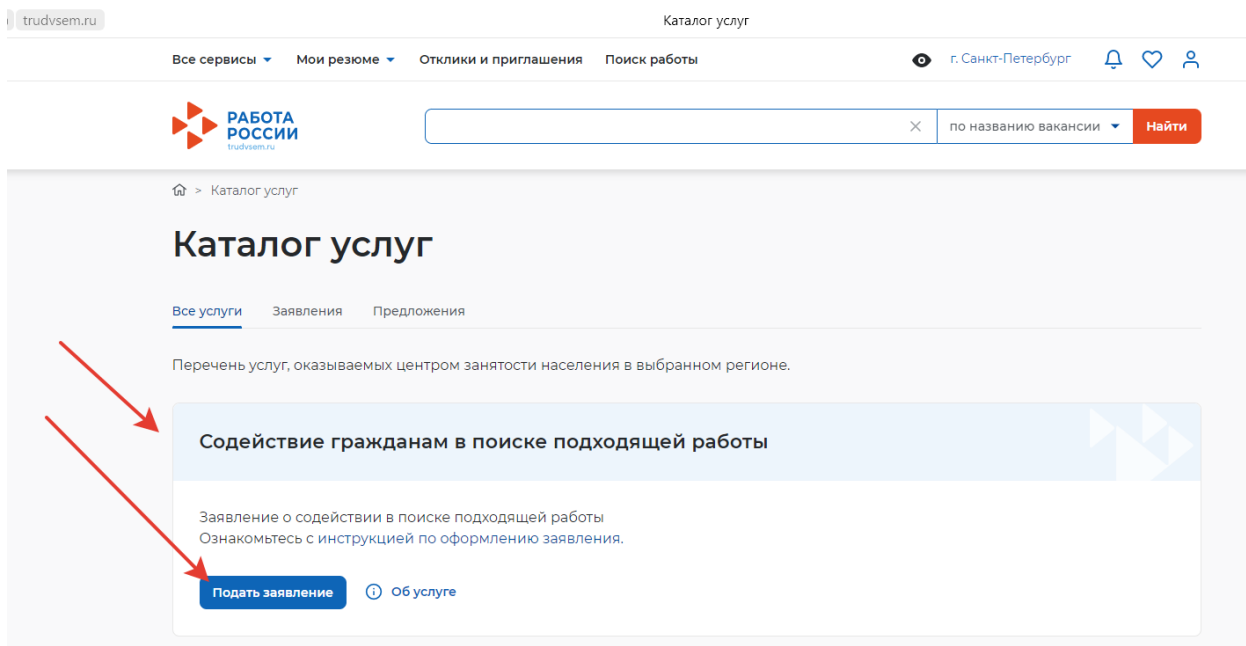 trudvsem.ru
Каталог услуг
Все сервисы Мои резюме Отклики и приглашения Поиск работы г. Санкт-Петербург
РАБОТА
РОССИИ
trudvsem.ru
по названию вакансии Найти
> Каталог услуг
Каталог услуг
Все услуги Заявления Предложения
Перечень услуг, оказываемых центром занятости населения в выбранном регионе.
Содействие гражданам в поиске подходящей работы
Заявление о содействии в поиске подходящей работы
Ознакомьтесь с инструкцией по оформлению заявления.
Подать заявление Об услуге